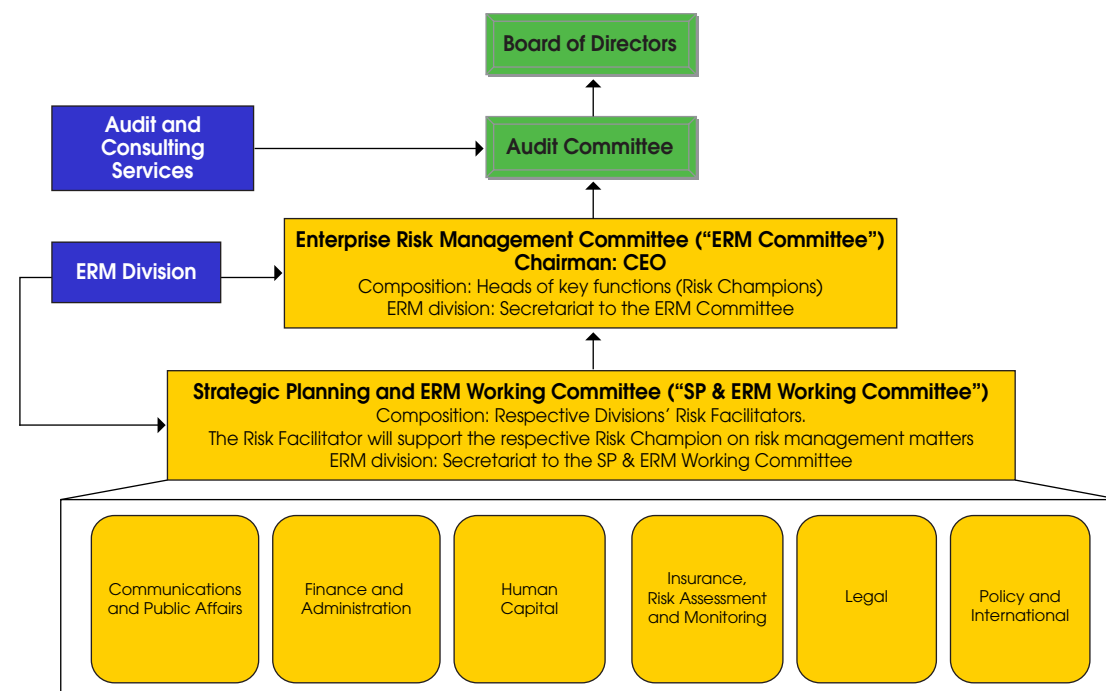 Board of Directors
Audit and
Consulting
Services
Audit Committee
Enterprise Risk Management Committee (“ERM Committee”)
Chairman: CEO
Composition: Heads of key functions (Risk Champions)
ERM division: Secretariat to the ERM Committee
ERM Division
Strategic Planning and ERM Working Committee (“SP & ERM Working Committee”)
Composition: Respective Divisions’ Risk Facilitators.
The Risk Facilitator will support the respective Risk Champion on risk management matters
ERM division: Secretariat to the SP & ERM Working Committee
Communications
and Public Affairs
Finance and
Administration
Human
Capital
Insurance,
Risk Assessment
and Monitoring
Legal
Policy and
International